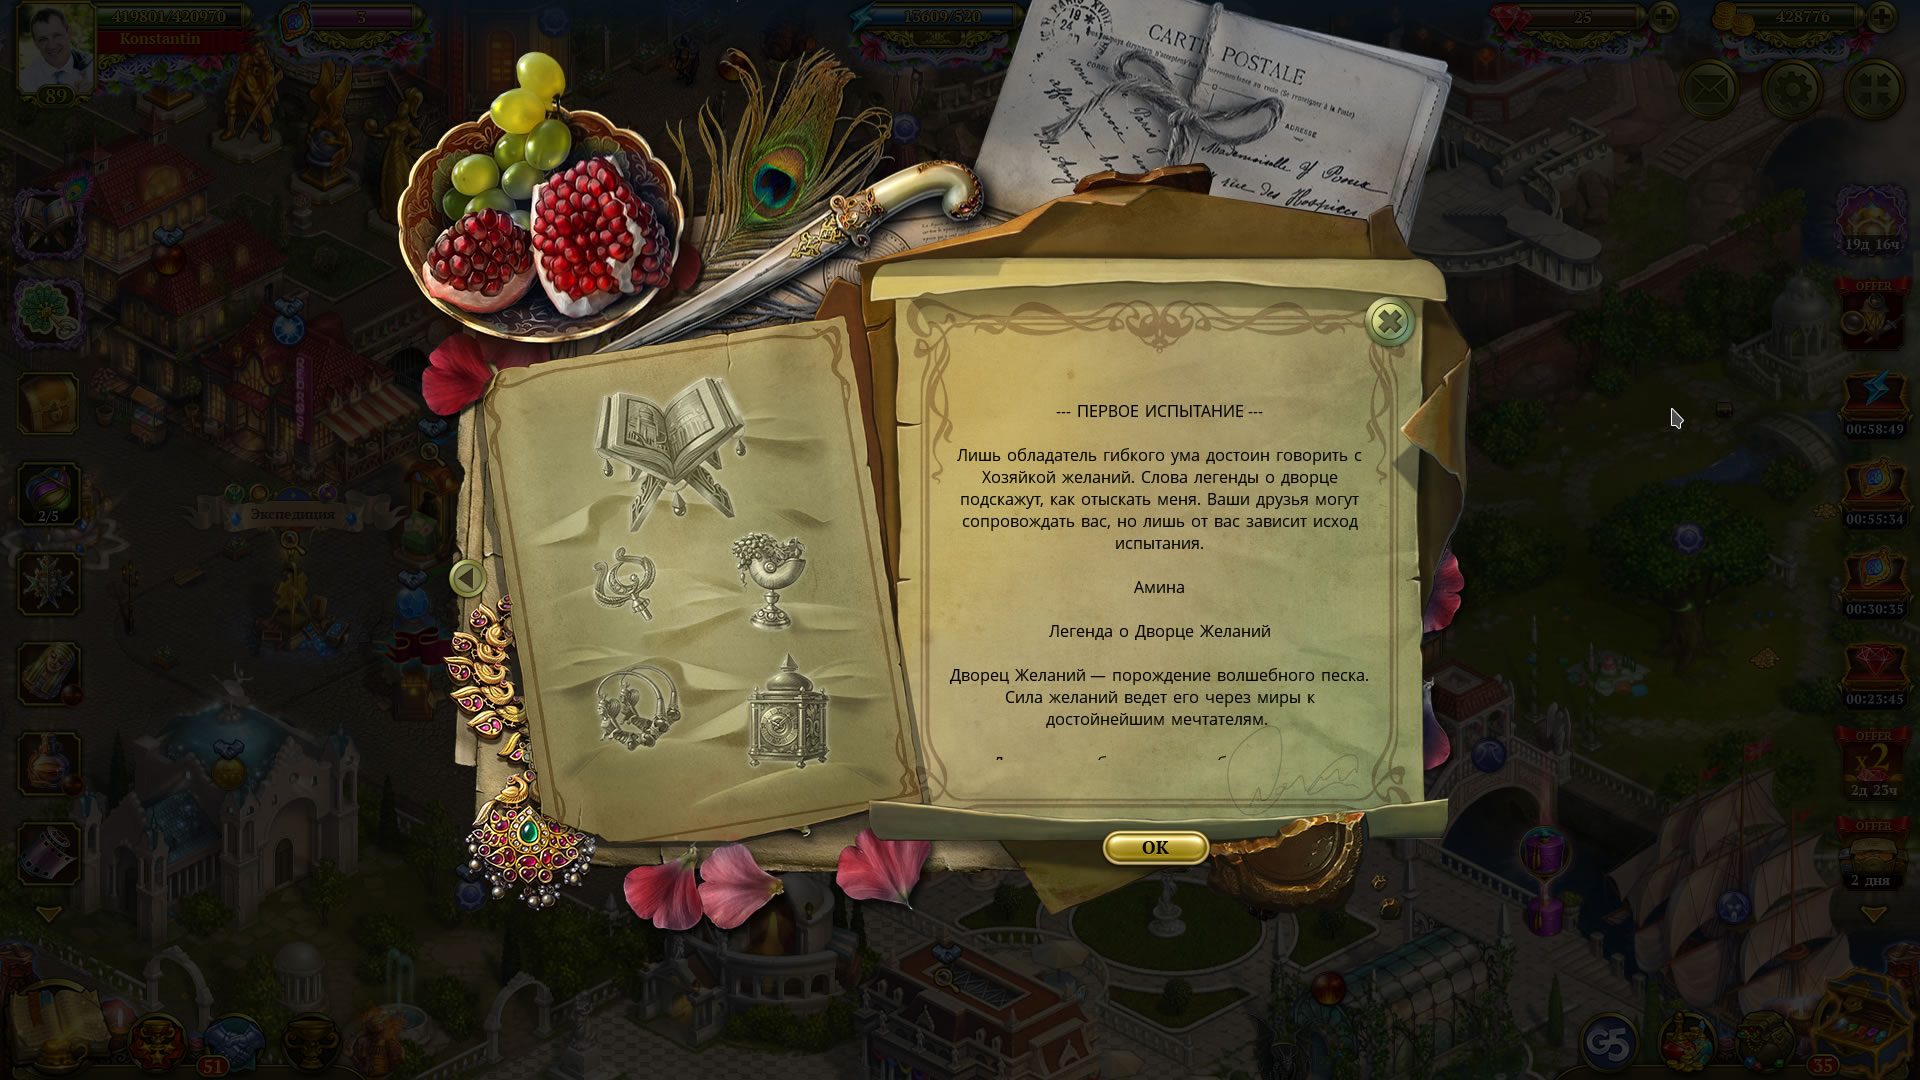 419801/420970
3
13609/520
25
428776
Konstantin
89
CARTE POSTALE
ADRESSE
19д 16ч
OFFER
00:58:49
2/5
Экспедиция
00:55:34
00:30:35
00:23:45
OFFER
x2
2д 23ч
OFFER
2 дня
--- ПЕРВОЕ ИСПЫТАНИЕ ---
Лишь обладатель гибкого ума достоин говорить с
Хозяйкой желаний. Слова легенды о дворце
подскажут, как отыскать меня. Ваши друзья могут
сопровождать вас, но лишь от вас зависит исход
испытания.
Амина
Легенда о Дворце Желаний
Дворец Желаний — порождение волшебного песка.
Сила желаний ведет его через миры к
достойнейшим мечтателям.
OK
51
G5
35